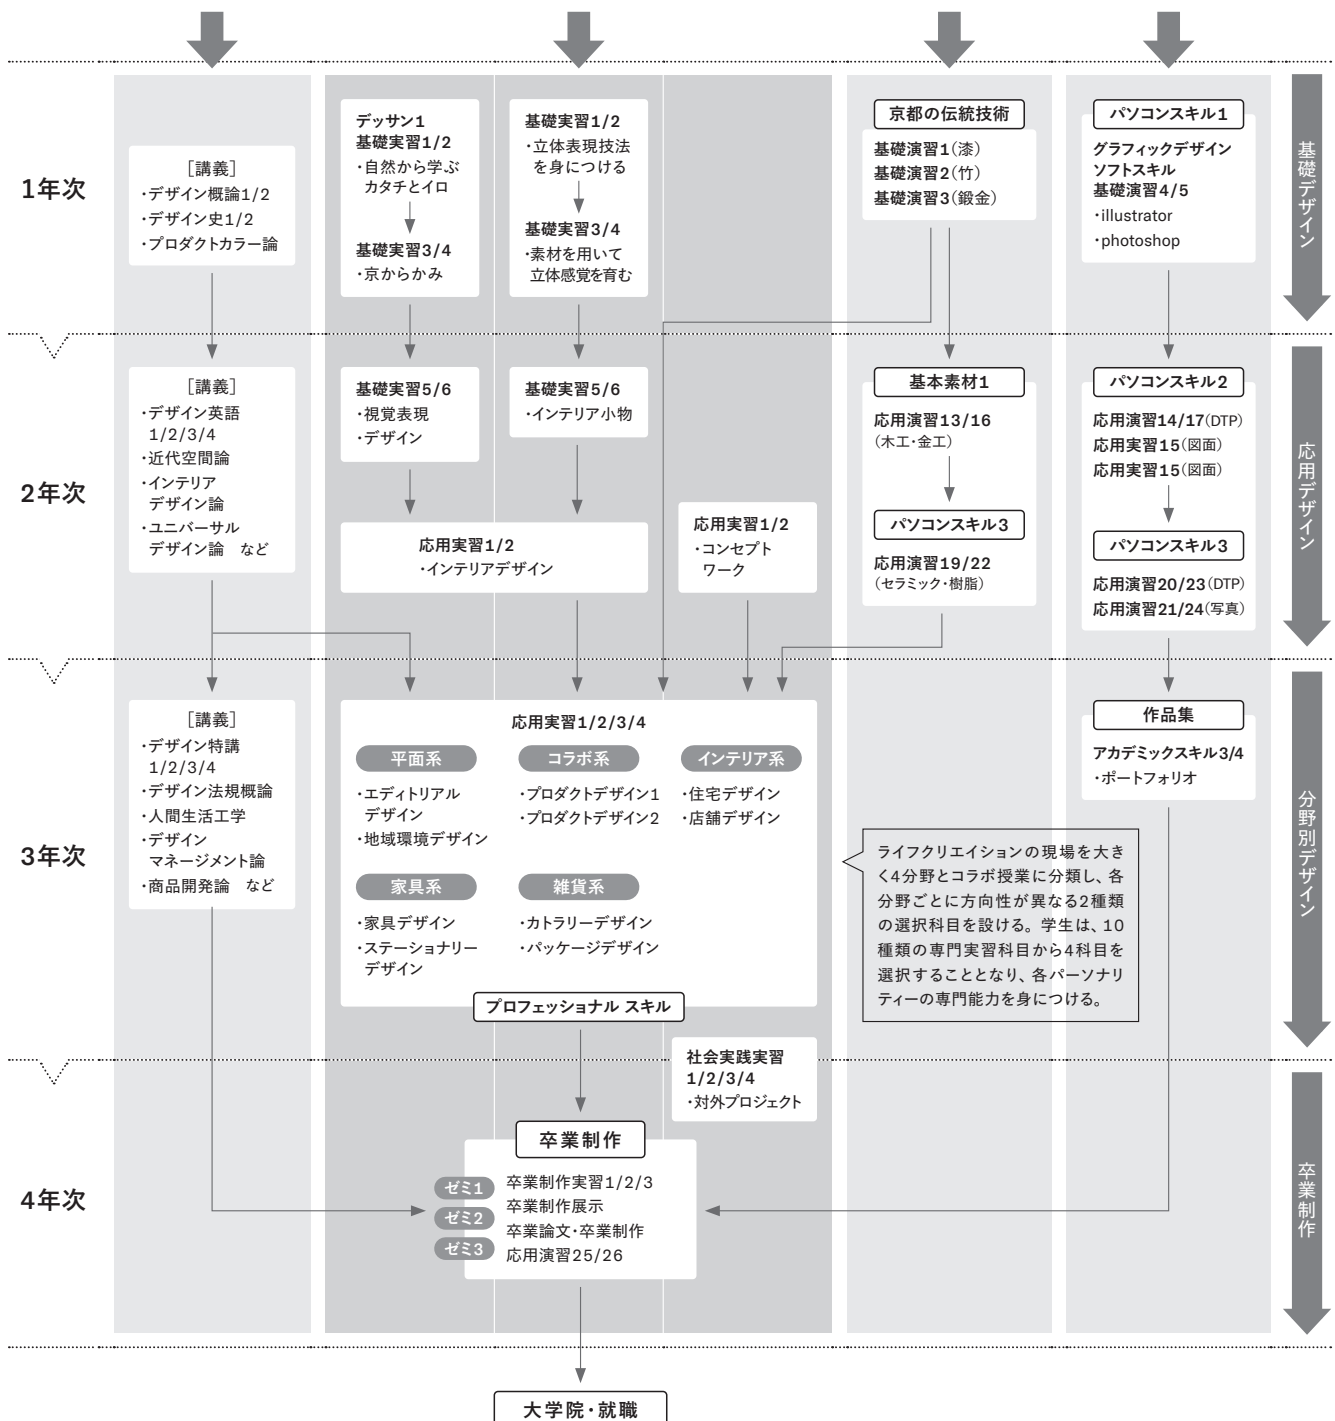 1年次
［講義］
・デザイン概論1/2
・デザイン史1/2
・プロダクトカラー論
デッサン1
基礎実習1/2
・自然から学ぶ
カタチとイロ
基礎実習3/4
・京からかみ
基礎実習1/2
・立体表現技法
を身につける
基礎実習3/4
・素材を用いて
立体感覚を育む
京都の伝統技術
基礎演習1（漆）
基礎演習2（竹）
基礎演習3（鍛金）
パソコンスキル1
グラフィックデザイン
ソフトスキル
基礎演習4/5
・illustrator
・photoshop
基礎デザイン
2年次
［講義］
・デザイン英語
1/2/3/4
・近代空間論
・インテリア
デザイン論
・ユニバーサル
デザイン論　など
基礎実習5/6
・視覚表現
・デザイン
基礎実習5/6
・インテリア小物
応用実習1/2
・インテリアデザイン
応用実習1/2
・コンセプト
ワーク
基本素材1
応用演習13/16
（木工・金工）
パソコンスキル3
応用演習19/22
（セラミック・樹脂）
パソコンスキル2
応用演習14/17（DTP）
応用実習15（図面）
応用実習15（図面）
パソコンスキル3
応用演習20/23（DTP）
応用演習21/24（写真）
応用デザイン
3年次
［講義］
・デザイン特講
1/2/3/4
・デザイン法規概論
・人間生活工学
・デザイン
マネージメント論
・商品開発論　など
応用実習1/2/3/4
平面系
・エディトリアル
デザイン
・地域環境デザイン
コラボ系
・プロダクトデザイン1
・プロダクトデザイン2
インテリア系
・住宅デザイン
・店舗デザイン
家具系
・家具デザイン
・ステーショナリー
デザイン
雑貨系
・カトラリーデザイン
・パッケージデザイン
プロフェッショナル スキル
ライフクリエイションの現場を大き
く4分野とコラボ授業に分類し、各
分野ごとに方向性が異なる2種類
の選択科目を設ける。学生は、10
種類の専門実習科目から4科目を
選択することとなり、各パーソナリ
ティーの専門能力を身につける。
作品集
アカデミックスキル3/4
・ポートフォリオ
分野別デザイン
社会実践実習
1/2/3/4
・対外プロジェクト
4年次
卒業制作
ゼミ1
ゼミ2
ゼミ3
卒業制作実習1/2/3
卒業制作展示
卒業論文・卒業制作
応用演習25/26
卒業制作
大学院・就職